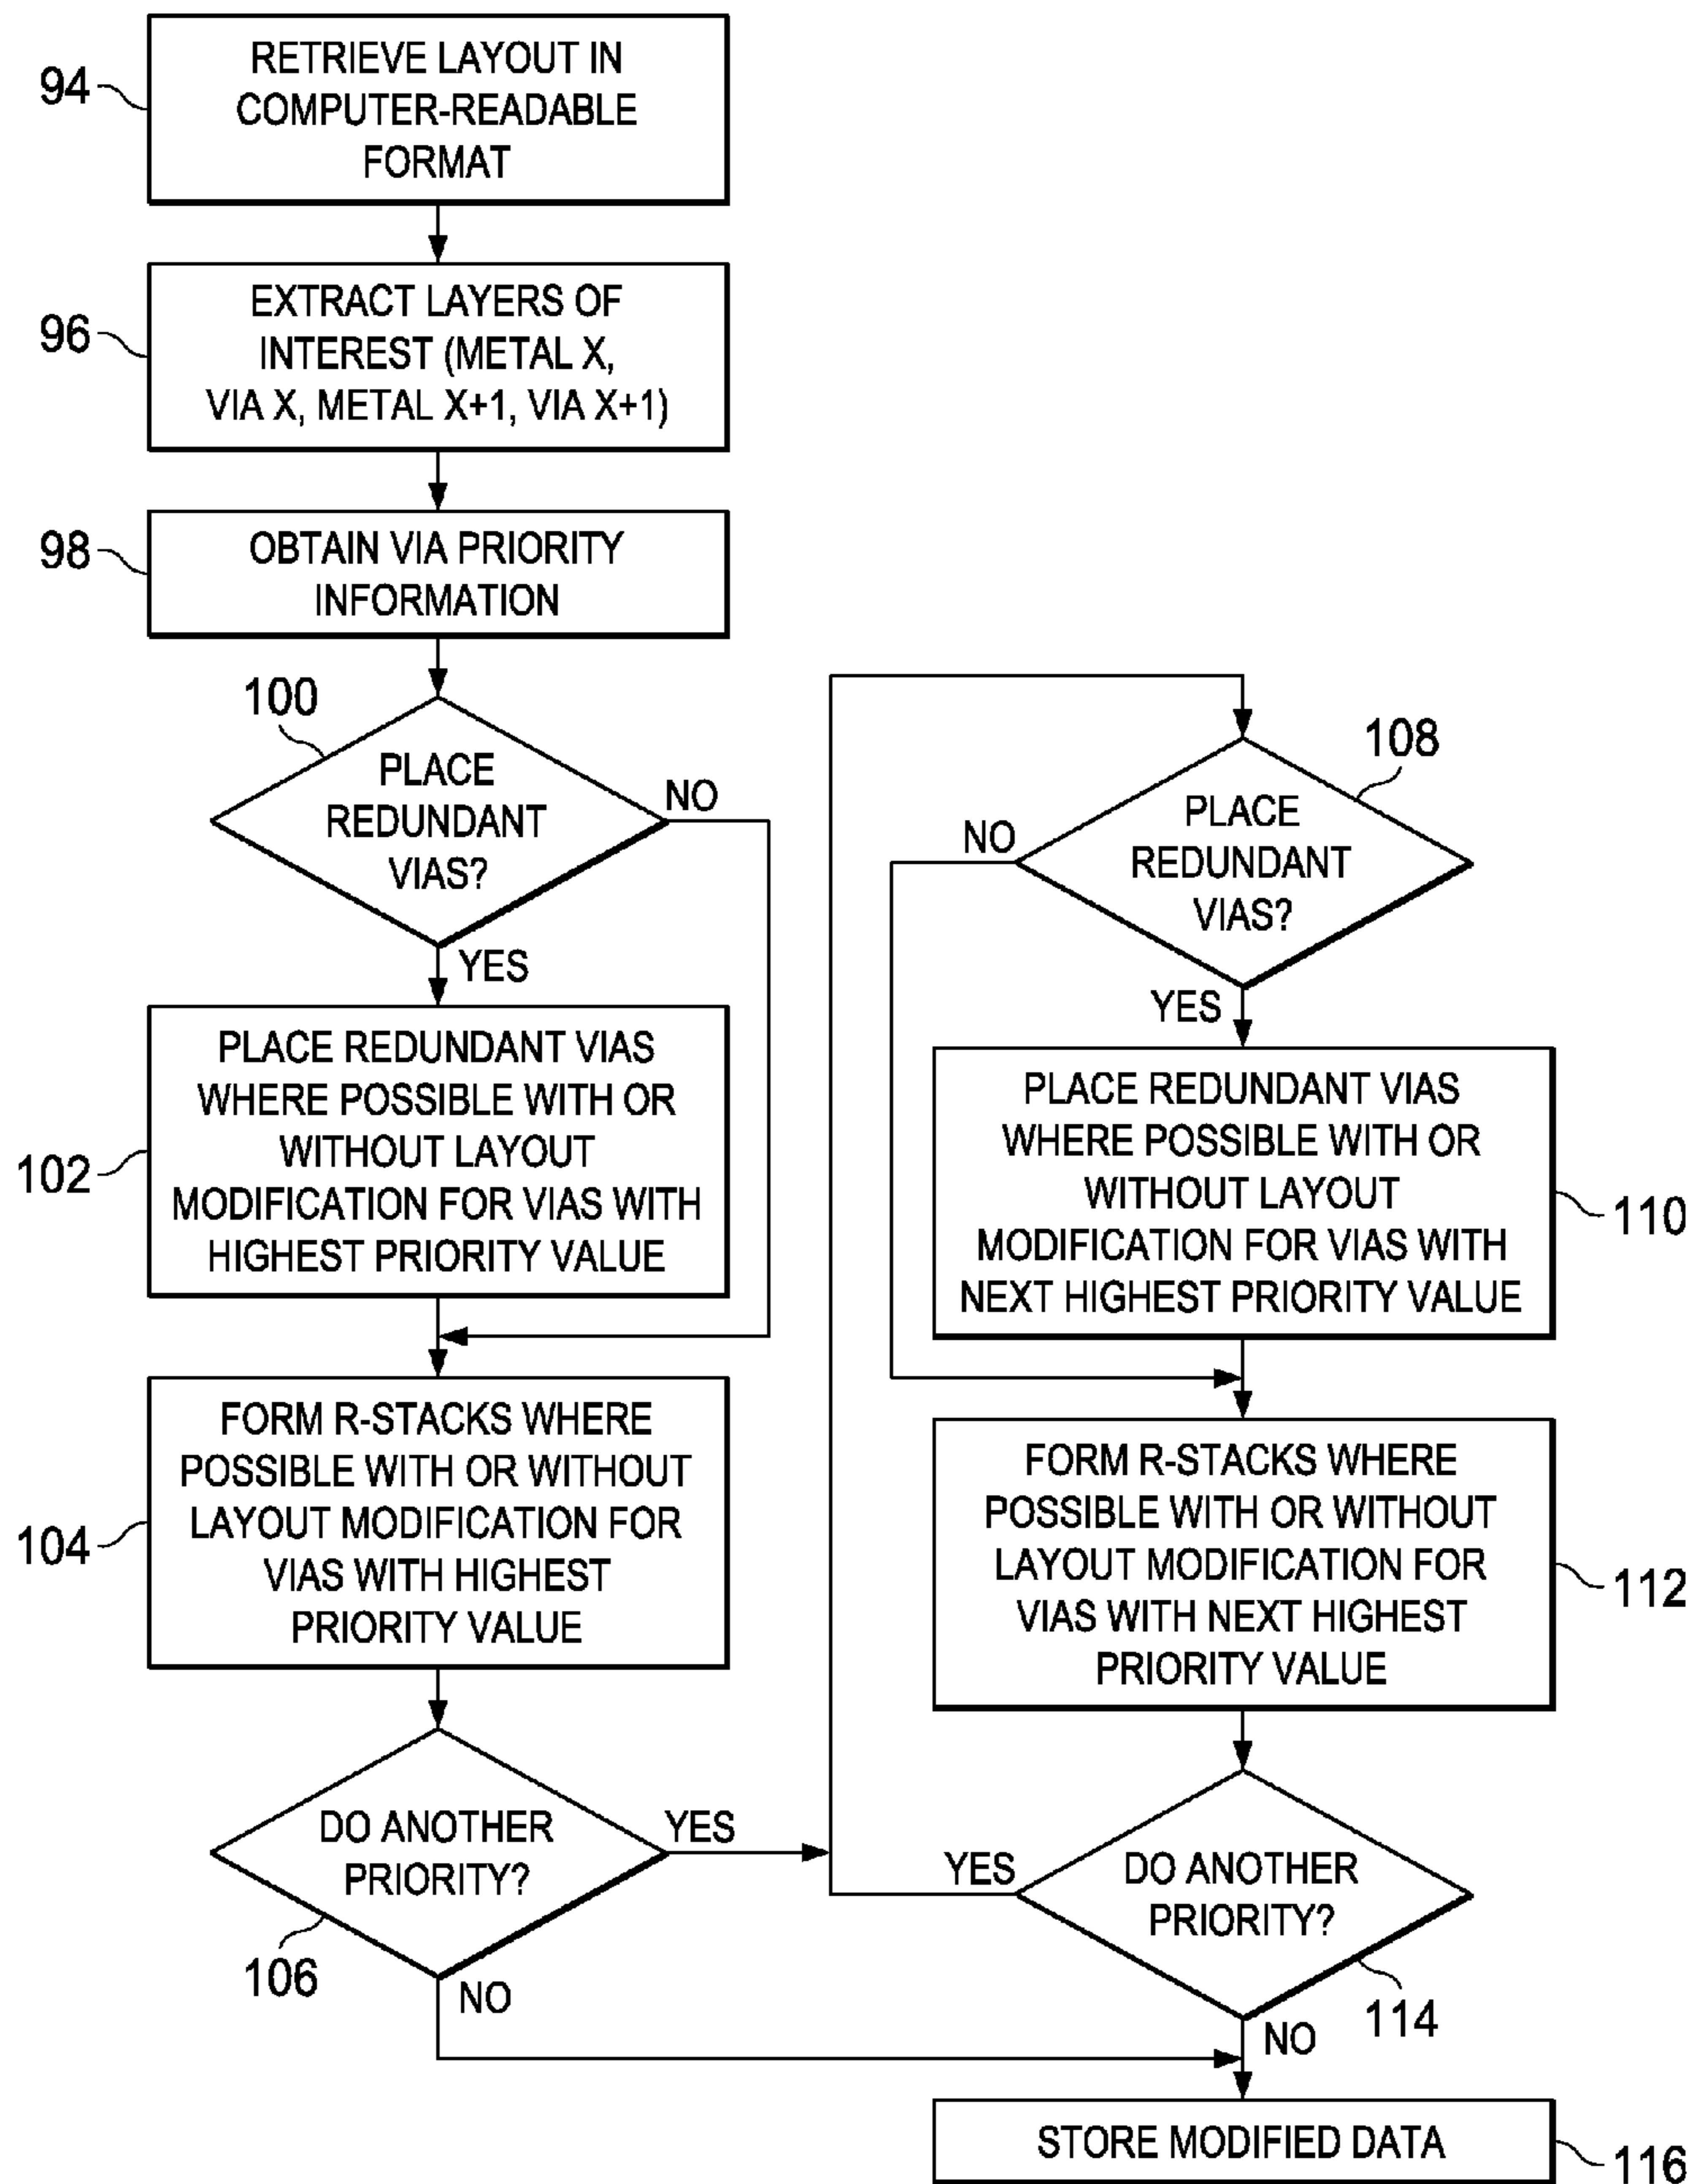 94
RETRIEVE LAYOUT IN
COMPUTER-READABLE
FORMAT
96
EXTRACT LAYERS OF
INTEREST (METAL X,
VIA X, METAL X+1, VIA X+1)
98
OBTAIN VIA PRIORITY
INFORMATION
100
PLACE
REDUNDANT
VIAS?
NO
YES
102
PLACE REDUNDANT VIAS
WHERE POSSIBLE WITH OR
WITHOUT LAYOUT
MODIFICATION FOR VIAS WITH
HIGHEST PRIORITY VALUE
104
FORM R-STACKS WHERE
POSSIBLE WITH OR WITHOUT
LAYOUT MODIFICATION FOR
VIAS WITH HIGHEST
PRIORITY VALUE
DO ANOTHER
PRIORITY?
YES
106
NO
108
PLACE
REDUNDANT
VIAS?
NO
YES
PLACE REDUNDANT VIAS
WHERE POSSIBLE WITH OR
WITHOUT LAYOUT
MODIFICATION FOR VIAS WITH
NEXT HIGHEST PRIORITY VALUE
110
FORM R-STACKS WHERE
POSSIBLE WITH OR WITHOUT
LAYOUT MODIFICATION FOR
VIAS WITH NEXT HIGHEST
PRIORITY VALUE
112
YES
DO ANOTHER
PRIORITY?
114
NO
STORE MODIFIED DATA
116